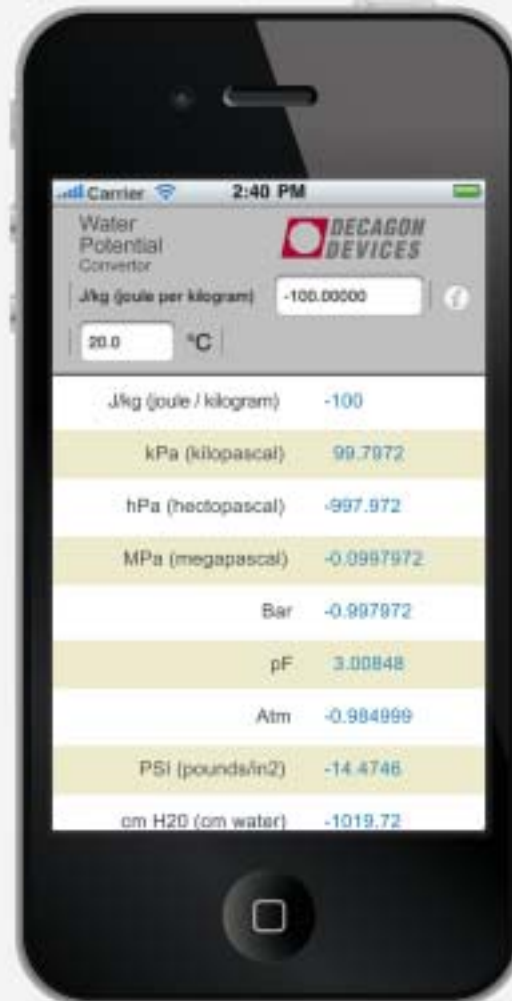 Carrier 2:40 PM
Water
Potential
Convertor
DECAGON
DEVICES
J/kg (joule per kilogram) -100.00000
20.0 °C
J/kg (joule / kilogram) -100
kPa (kilopascal) 99.7972
hPa (hectopascal) -997.972
MPa (megapascal) -0.0997972
Bar -0.997972
pF 3.00848
Atm -0.984999
PSI (pounds/in2) -14.4746
cm H20 (cm water) -1019.72